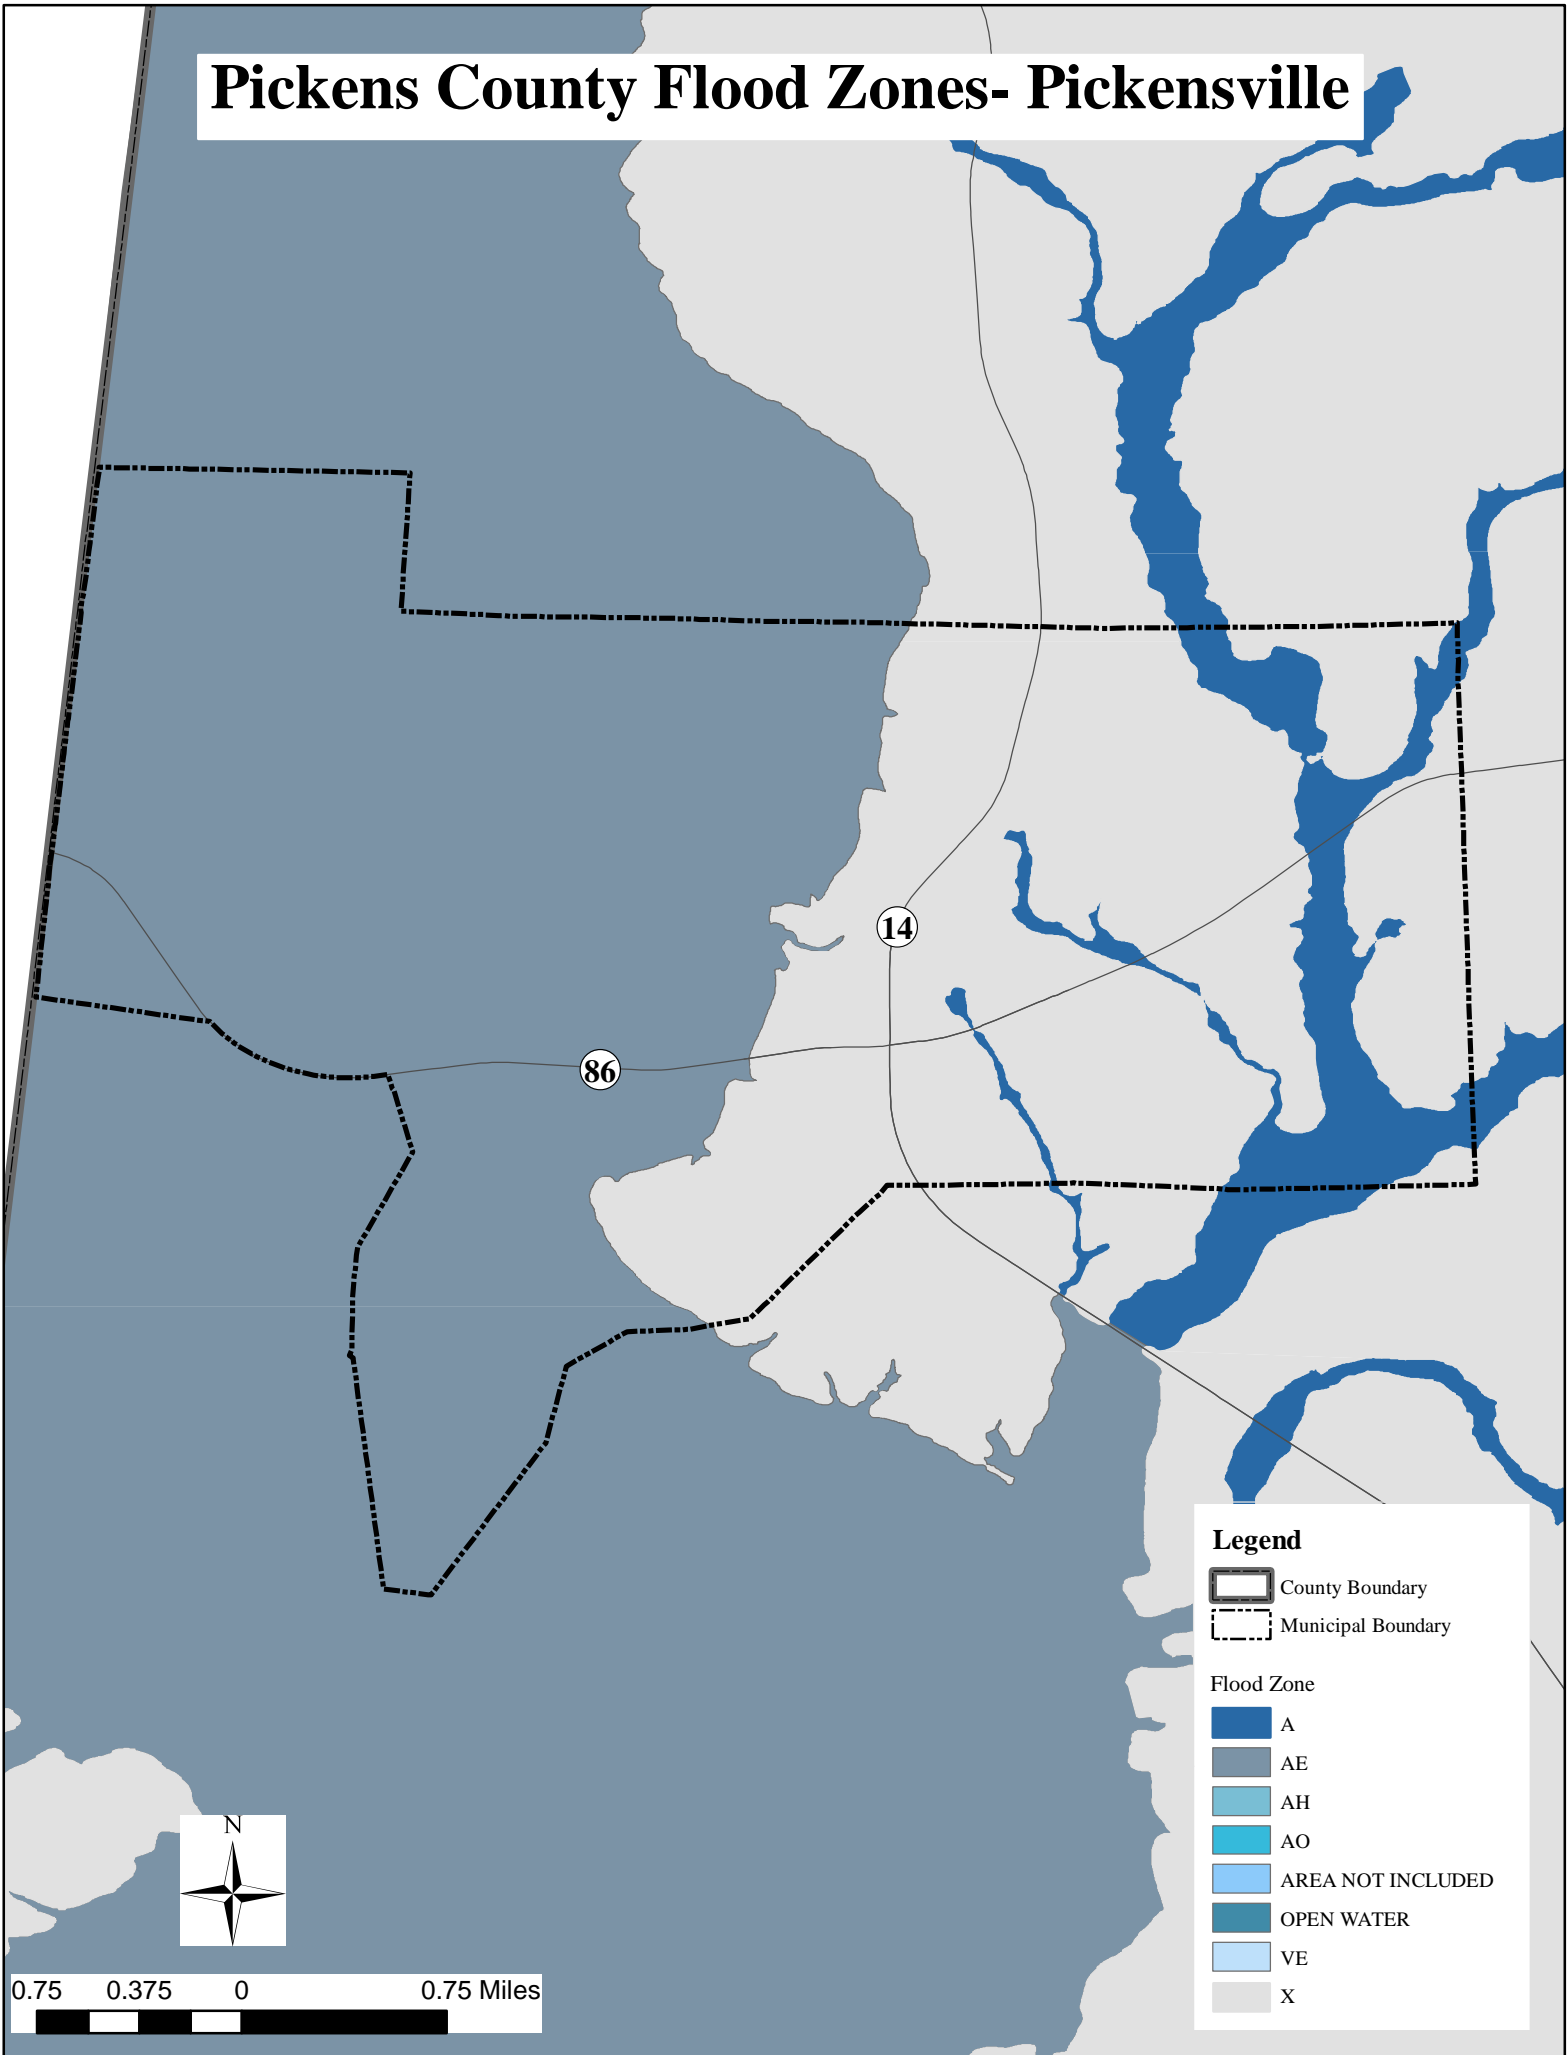 Pickens County Flood Zones- Pickensville
14
86
Legend
County Boundary
Municipal Boundary
Flood Zone
A
AE
AH
AO
AREA NOT INCLUDED
OPEN WATER
VE
X
N
0.75 0.375 0 0.75 Miles